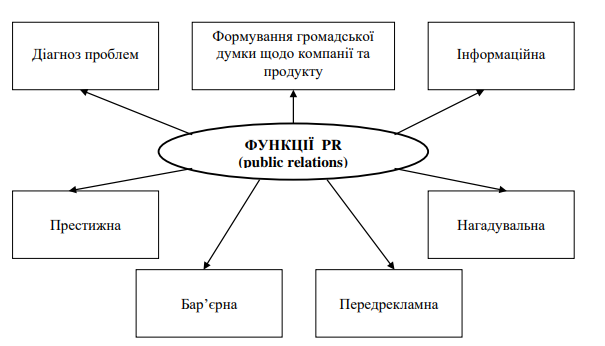 Діагноз проблем
Формування громадської
думки щодо компанії та
продукту
Інформаційна
ФУНКЦІЇ PR
(public relations)
Престижна
Нагадувальна
Бар’єрна
Передрекламна